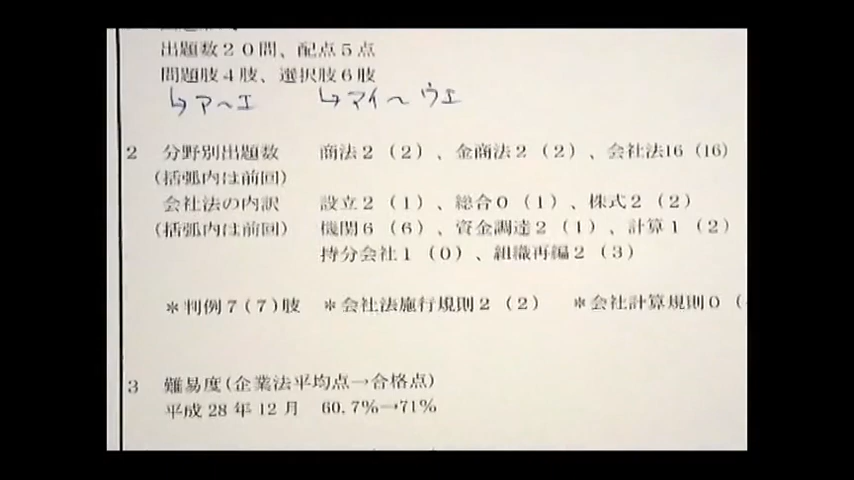 出題数20問、配点5点
問題肢4肢、選択肢6肢
↳ア〜エ ↳アイ〜ウエ
2 分野別出題数 商法2(2)、金商法2(2)、会社法16(16)
(括弧内は前回)
会社法の内訳 設立2(1)、総合0(1)、株式2(2)
(括弧内は前回) 機関6(6)、資金調達2(1)、計算1(2)
持分会社1(0)、組織再編2(3)
*判例7(7)肢 *会社法施行規則2(2) *会社計算規則0(
3 難易度(企業法平均点→合格点)
平成28年12月 60.7%→71%